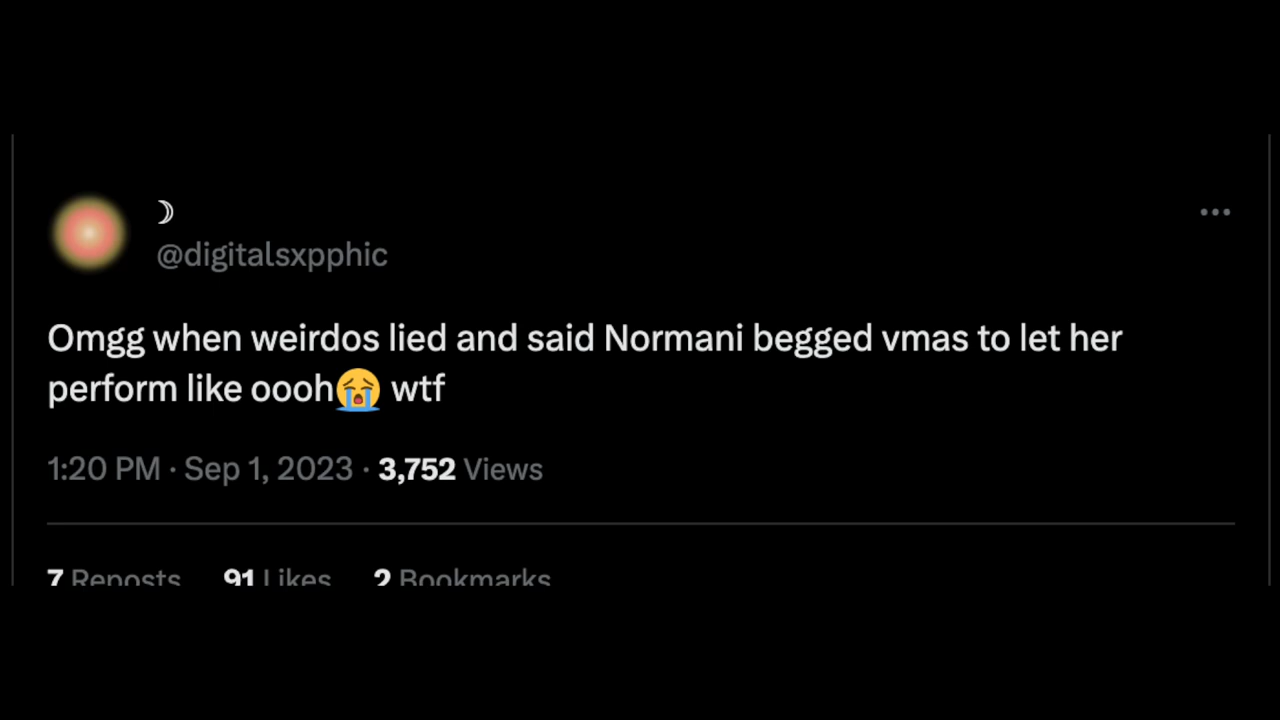 ☽
@digitalsxpphic
Omgg when weirdos lied and said Normani begged vmas to let her
perform like oooh😭 wtf
1:20 PM · Sep 1, 2023 · 3,752 Views
7 Reposts 91 Likes 2 Bookmarks